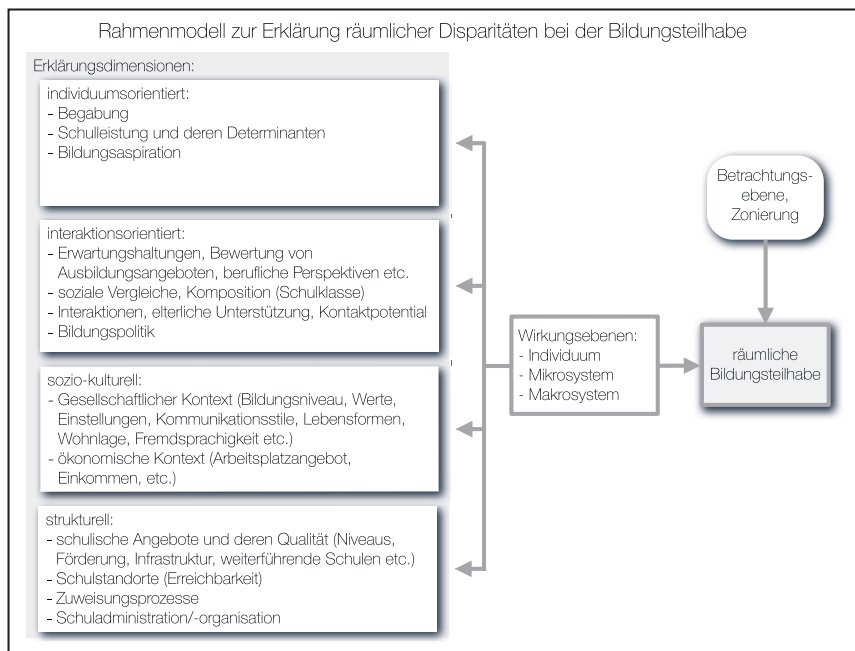 Rahmenmodell zur Erklärung räumlicher Disparitäten bei der Bildungsteilhabe
Erklärungsdimensionen:
individuumsorientiert:
- Begabung
- Schulleistung und deren Determinanten
- Bildungsaspiration
interaktionsorientiert:
- Erwartungshaltungen, Bewertung von
Ausbildungsangeboten, berufliche Perspektiven etc.
- soziale Vergleiche, Komposition (Schulklasse)
- Interaktionen, elterliche Unterstützung, Kontaktpotential
- Bildungspolitik
sozio-kulturell:
- Gesellschaftlicher Kontext (Bildungsniveau, Werte,
Einstellungen, Kommunikationsstile, Lebensformen,
Wohnlage, Fremdsprachigkeit etc.)
- ökonomische Kontext (Arbeitsplatzangebot,
Einkommen, etc.)
strukturell:
- schulische Angebote und deren Qualität (Niveaus,
Förderung, Infrastruktur, weiterführende Schulen etc.)
- Schulstandorte (Erreichbarkeit)
- Zuweisungsprozesse
- Schuladministration/-organisation
Wirkungsebenen:
- Individuum
- Mikrosystem
- Makrosystem
Betrachtungs-
ebene,
Zonierung
räumliche
Bildungsteilhabe